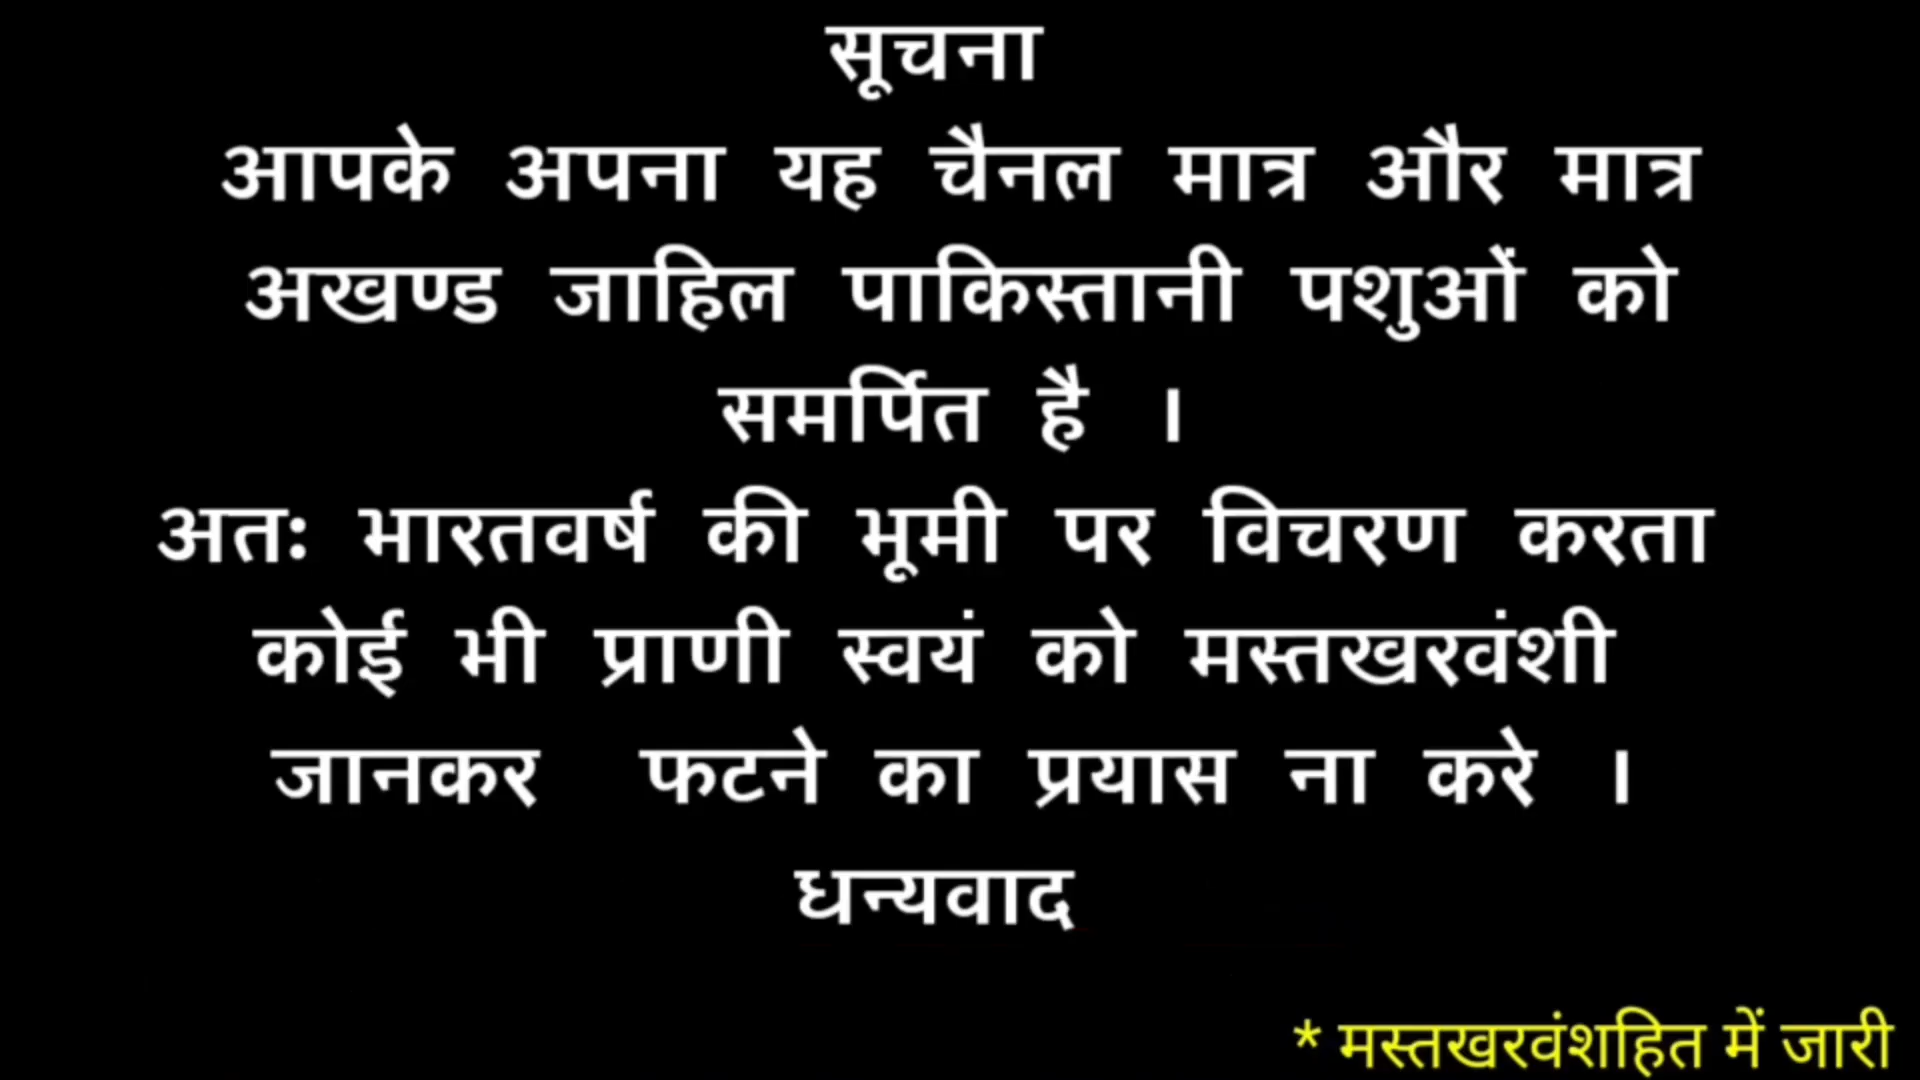 सूचना
आपके अपना यह चैनल मात्र और मात्र
अखण्ड जाहिल पाकिस्तानी पशुओं को
समर्पित है ।
अतः भारतवर्ष की भूमी पर विचरण करता
कोई भी प्राणी स्वयं को मस्तखरवंशी
जानकर फटने का प्रयास ना करे ।
धन्यवाद
* मस्तखरवंशहित में जारी